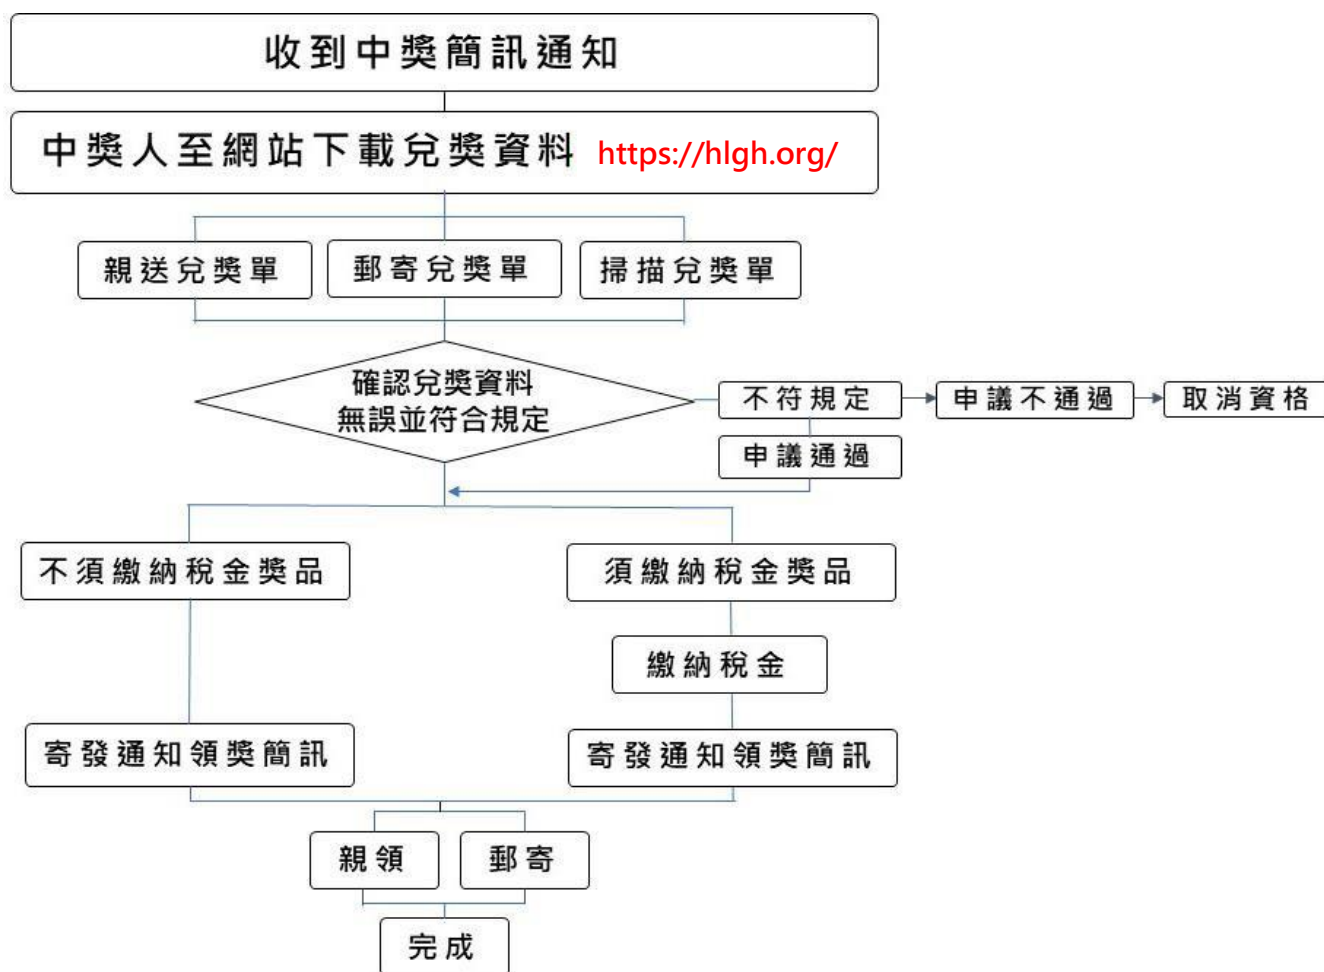 收到中獎簡訊通知
中獎人至網站下載兌獎資料 https://hlgh.org/
親送兌獎單
郵寄兌獎單
掃描兌獎單
確認兌獎資料
無誤並符合規定
不符規定
申議不通過
取消資格
申議通過
不須繳納稅金獎品
須繳納稅金獎品
繳納稅金
寄發通知領獎簡訊
寄發通知領獎簡訊
親領
郵寄
完成